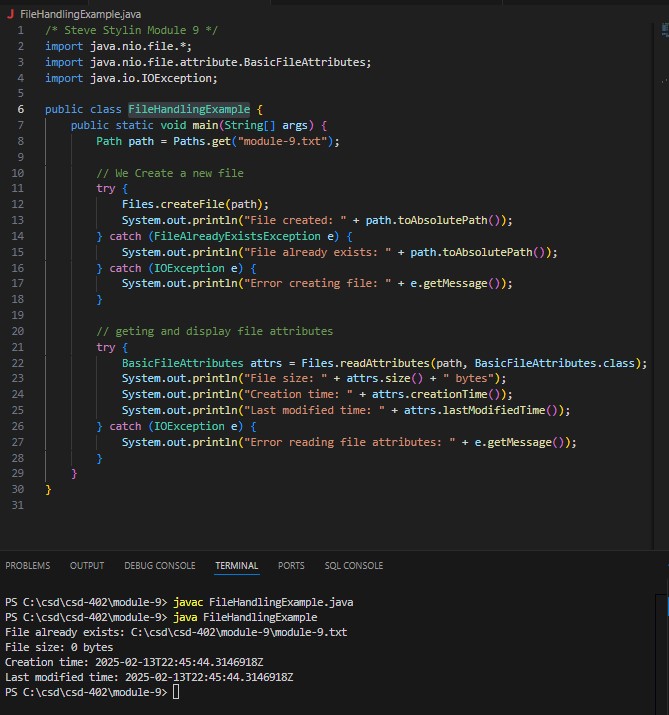 J FileHandlingExample.java
1 /* Steve Stylin Module 9 */
2 import java.nio.file.*;
3 import java.nio.file.attribute.BasicFileAttributes;
4 import java.io.IOException;
5
6 public class FileHandlingExample {
7 public static void main(String[] args) {
8 Path path = Paths.get("module-9.txt");
9
10 // We Create a new file
11 try {
12 Files.createFile(path);
13 System.out.println("File created: " + path.toAbsolutePath());
14 } catch (FileAlreadyExistsException e) {
15 System.out.println("File already exists: " + path.toAbsolutePath());
16 } catch (IOException e) {
17 System.out.println("Error creating file: " + e.getMessage());
18 }
19
20 // geting and display file attributes
21 try {
22 BasicFileAttributes attrs = Files.readAttributes(path, BasicFileAttributes.class);
23 System.out.println("File size: " + attrs.size() + " bytes");
24 System.out.println("Creation time: " + attrs.creationTime());
25 System.out.println("Last modified time: " + attrs.lastModifiedTime());
26 } catch (IOException e) {
27 System.out.println("Error reading file attributes: " + e.getMessage());
28 }
29 }
30 }
31
PROBLEMS OUTPUT DEBUG CONSOLE TERMINAL PORTS SQL CONSOLE
PS C:\csd\csd-402\module-9> javac FileHandlingExample.java
PS C:\csd\csd-402\module-9> java FileHandlingExample
File already exists: C:\csd\csd-402\module-9\module-9.txt
File size: 0 bytes
Creation time: 2025-02-13T22:45:44.3146918Z
Last modified time: 2025-02-13T22:45:44.3146918Z
PS C:\csd\csd-402\module-9>